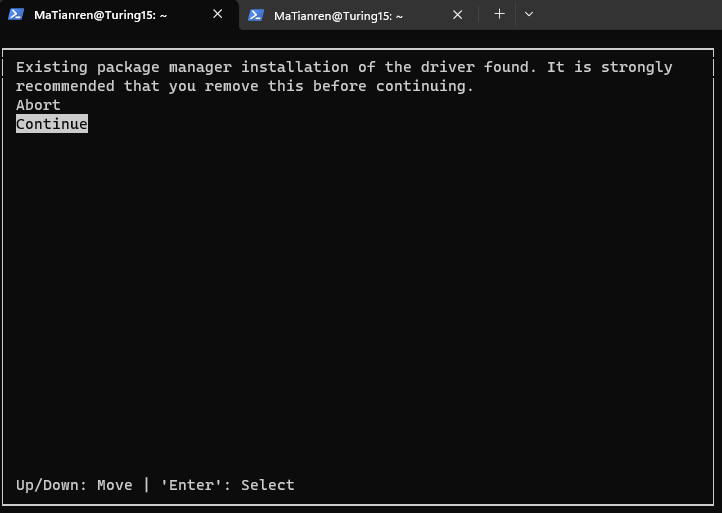 MaTianren@Turing15: ~
MaTianren@Turing15: ~
Existing package manager installation of the driver found. It is strongly
recommended that you remove this before continuing.
Abort
Continue
Up/Down: Move | 'Enter': Select